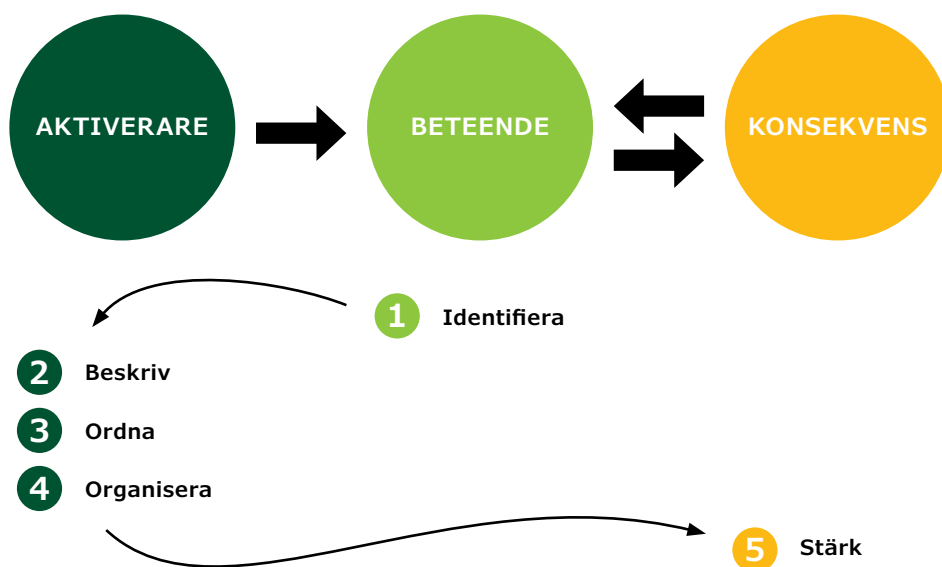 AKTIVERARE
BETEENDE
KONSEKVENS
1 Identifiera
2 Beskriv
3 Ordna
4 Organisera
5 Stärk